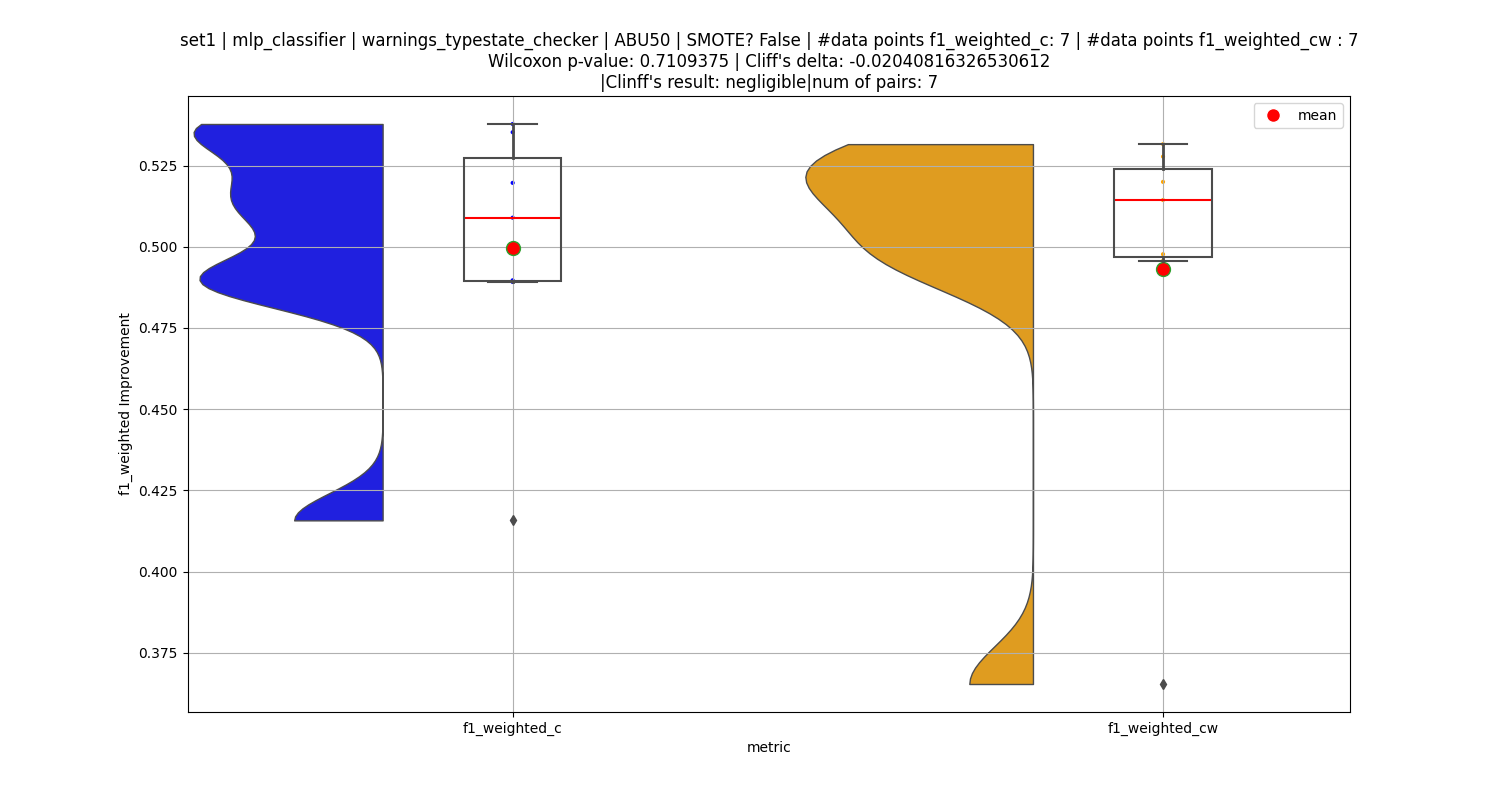 set1 | mlp_classifier | warnings_typestate_checker | ABU50 | SMOTE? False | #data points f1_weighted_c: 7 | #data points f1_weighted_cw : 7
Wilcoxon p-value: 0.7109375 | Cliff's delta: -0.02040816326530612
|Clinff's result: negligible|num of pairs: 7
mean
0.525
0.500
0.475
0.450
0.425
0.400
0.375
f1_weighted Improvement
f1_weighted_c
f1_weighted_cw
metric